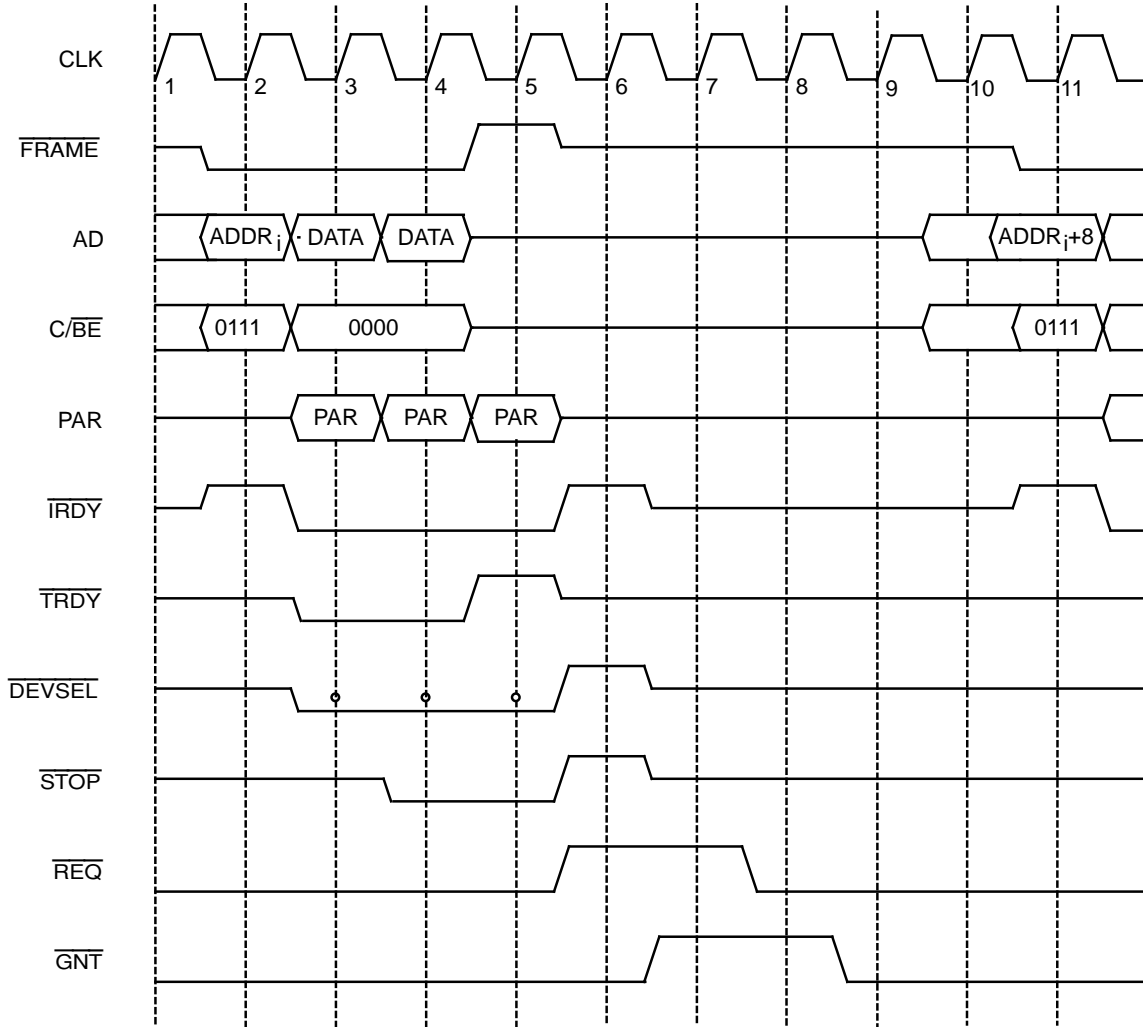 CLK
1 2 3 4 5 6 7 8 9 10 11
FRAME
AD
ADDRi DATA DATA ADDRi+8
C/BE
0111 0000 0111
PAR
PAR PAR PAR
IRDY
TRDY
DEVSEL
STOP
REQ
GNT